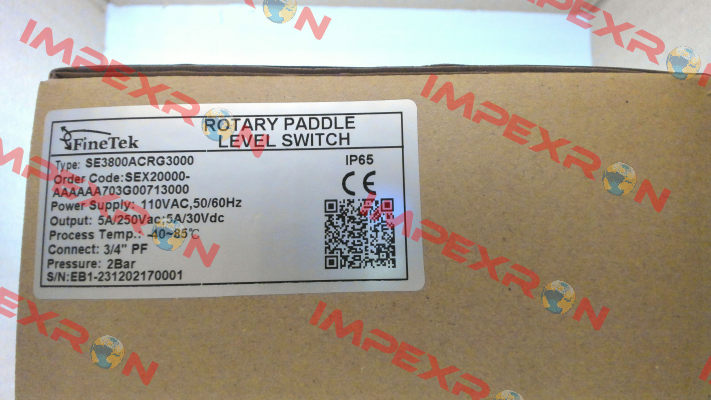 FineTek
ROTARY PADDLE
LEVEL SWITCH
Type: SE3800ACRG3000
IP65
Order Code:SEX20000-
AAAAAA703G00713000
CE
Power Supply: 110VAC,50/60Hz
Output: 5A/250Vac;5A/30Vdc
Process Temp.: -40~85℃
Connect: 3/4" PF
Pressure: 2Bar
S/N:EB1-231202170001
IMPEXRON
IMPEXRON
IMPEXRON
IMPEXRON
IMPEXRON
IMPEXRON
IMPEXRON